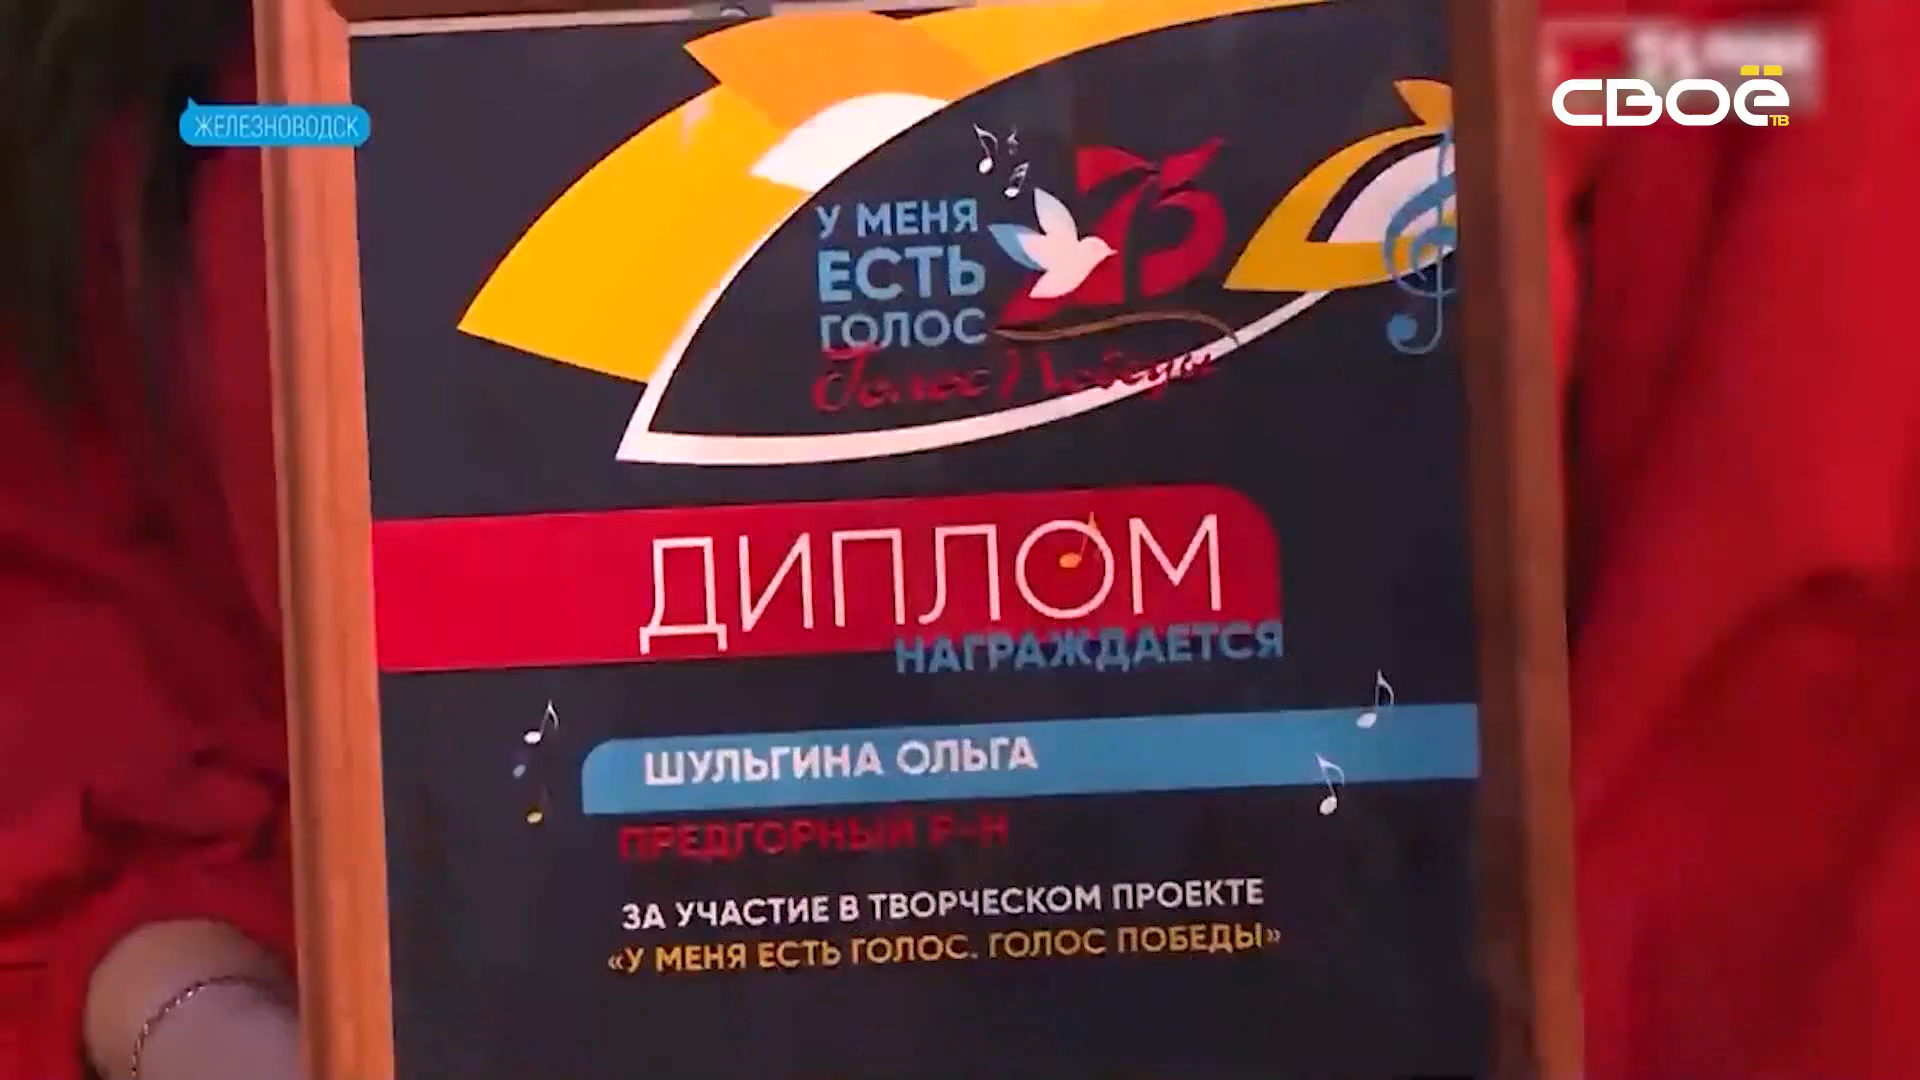 ЖЕЛЕЗНОВОДСК
СВОЁ
ТВ
У МЕНЯ
ЕСТЬ
ГОЛОС
75
Голос Победы
ДИПЛОМ
НАГРАЖДАЕТСЯ
ШУЛЬГИНА ОЛЬГА
ПРЕДГОРНЫЙ Р-Н
ЗА УЧАСТИЕ В ТВОРЧЕСКОМ ПРОЕКТЕ
«У МЕНЯ ЕСТЬ ГОЛОС. ГОЛОС ПОБЕДЫ»